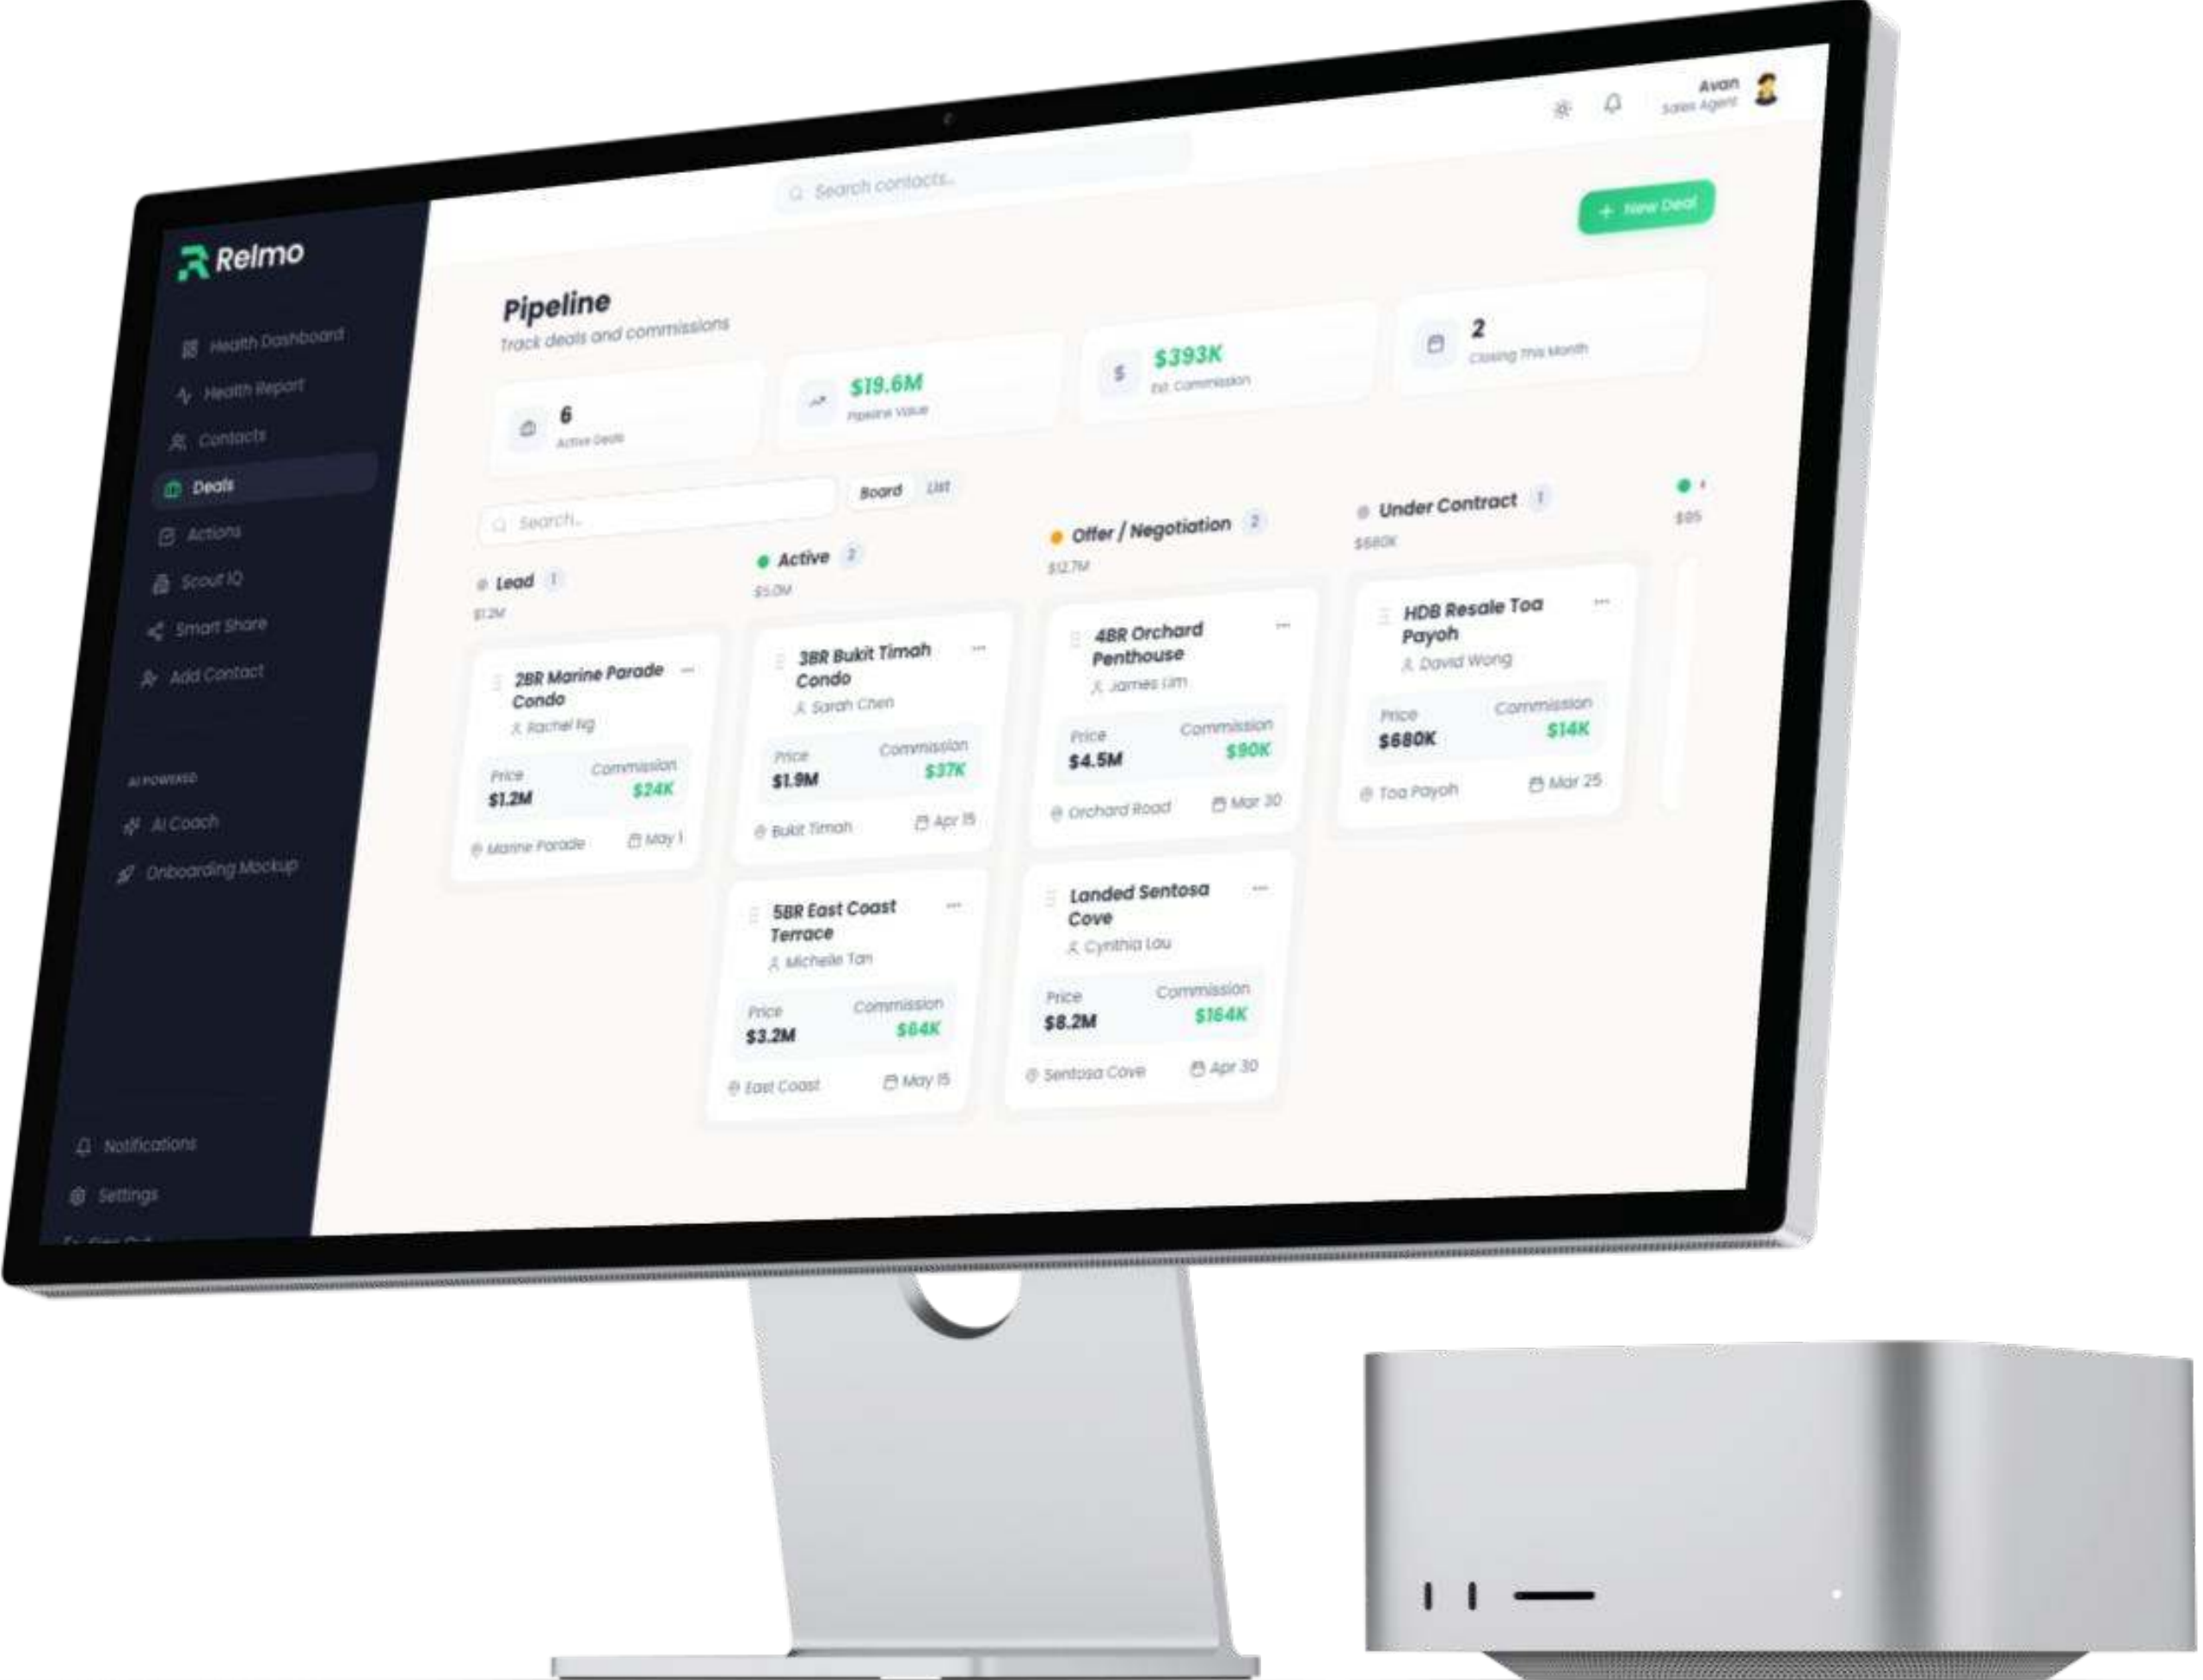 Relmo
Health Dashboard
Health Report
Contacts
Deals
Actions
Scout IQ
Smart Share
Add Contact
AI POWERED
AI Coach
Onboarding Mockup
Notifications
Settings
Sign Out
Search contacts...
Avan
Sales Agent
+ New Deal
Pipeline
Track deals and commissions
6
Active Deals
$19.6M
Pipeline Value
$
$393K
Est. Commission
2
Closing This Month
Search...
Board List
Lead 1
$1.2M
2BR Marine Parade
Condo
Rachel Ng
Price Commission
$1.2M $24K
Marine Parade May 1
Active 2
$5.0M
3BR Bukit Timah
Condo
Sarah Chen
Price Commission
$1.9M $37K
Bukit Timah Apr 15
5BR East Coast
Terrace
Michelle Tan
Price Commission
$3.2M $64K
East Coast May 15
Offer / Negotiation 2
$12.7M
4BR Orchard
Penthouse
James Lim
Price Commission
$4.5M $90K
Orchard Road Mar 30
Landed Sentosa
Cove
Cynthia Lau
Price Commission
$8.2M $164K
Sentosa Cove Apr 30
Under Contract 1
$680K
HDB Resale Toa
Payoh
David Wong
Price Commission
$680K $14K
Toa Payoh Mar 25